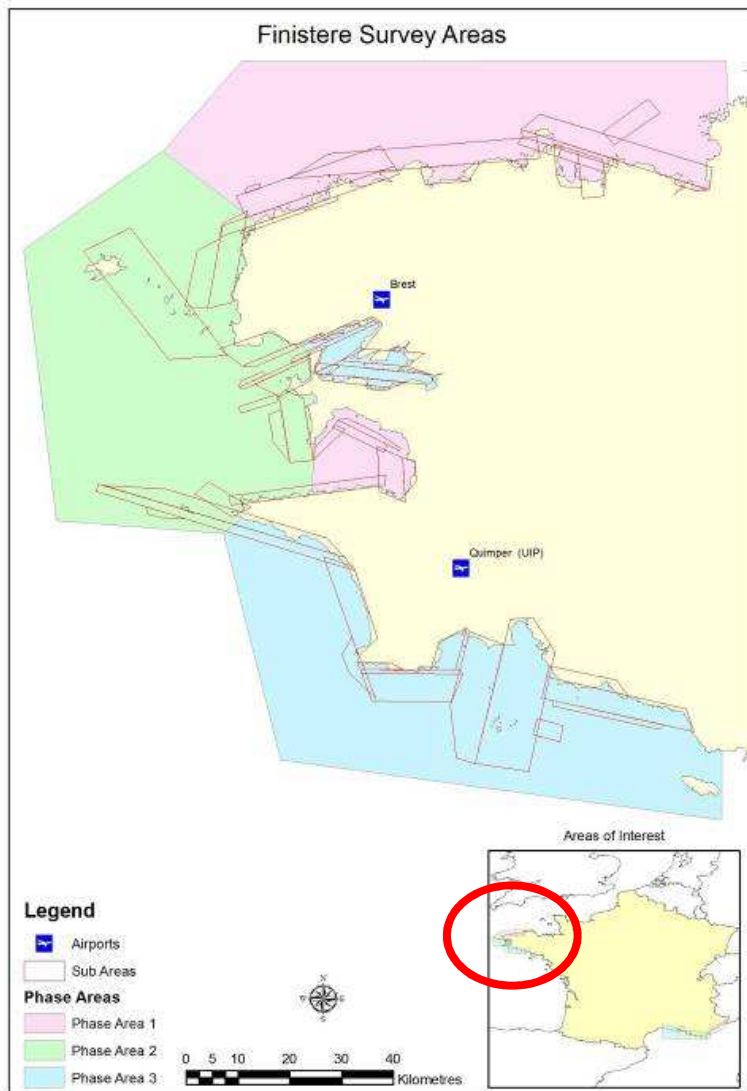 Finistere Survey Areas
Brest
Quimper (UIP)
Areas of Interest
Legend
Airports
Sub Areas
Phase Areas
Phase Area 1
Phase Area 2
Phase Area 3
N
W E
S
0 5 10 20 30 40
Kilometres